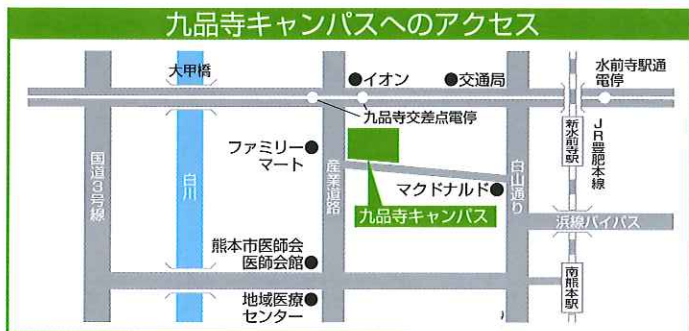 九品寺キャンパスへのアクセス
大甲橋
●イオン
●交通局
水前寺駅通
電停
九品寺交差点電停
国道3号線
白川
ファミリー
マート
産業道路
マクドナルド
九品寺キャンパス
白山通り
新水前寺駅
JR豊肥本線
浜線バイパス
熊本市医師会
医師会館
地域医療
センター
南熊本駅